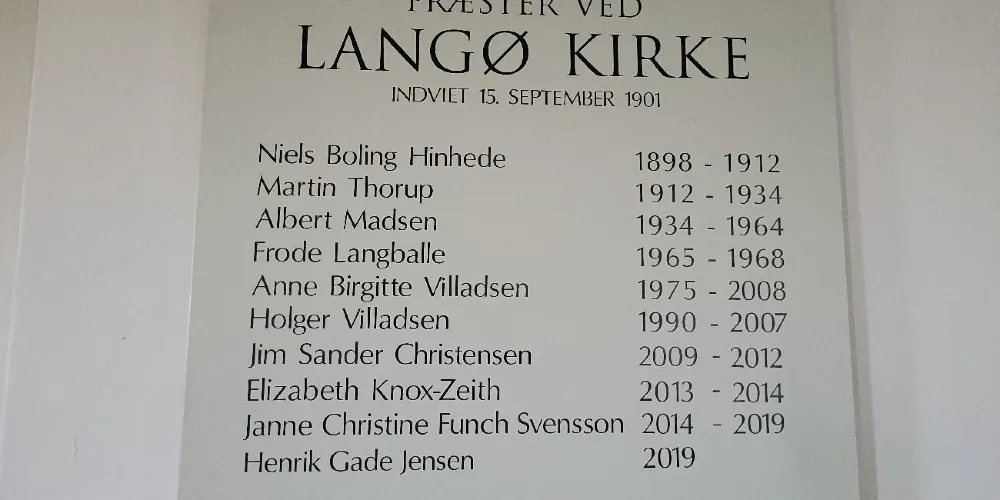 PRÆSTER VED
LANGØ KIRKE
INDVIET 15. SEPTEMBER 1901
Niels Boling Hinhede 1898 - 1912
Martin Thorup 1912 - 1934
Albert Madsen 1934 - 1964
Frode Langballe 1965 - 1968
Anne Birgitte Villadsen 1975 - 2008
Holger Villadsen 1990 - 2007
Jim Sander Christensen 2009 - 2012
Elizabeth Knox-Zeith 2013 - 2014
Janne Christine Funch Svensson 2014 - 2019
Henrik Gade Jensen 2019